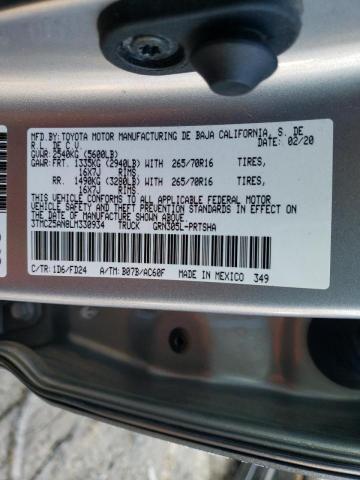 MFD.BY:TOYOTA MOTOR MANUFACTURING DE BAJA CALIFORNIA, S. DE
R.L. DE C.V. 02/20
GVWR:2540KG (5600LB)
GAWR:FRT. 1335KG (2940LB) WITH 265/70R16 TIRES,
16X7J RIMS
RR. 1490KG (3280LB) WITH 265/70R16 TIRES,
16X7J RIMS
THIS VEHICLE CONFORMS TO ALL APPLICABLE FEDERAL MOTOR
VEHICLE SAFETY, BUMPER, AND THEFT PREVENTION STANDARDS
IN EFFECT ON THE DATE OF MANUFACTURE SHOWN ABOVE.
3TMCZ5AN8LM330934 TRUCK GRN305L-PRTSHA
C/TR:1D6/FD24 A/TM: B07B/AC60F MADE IN MEXICO 349